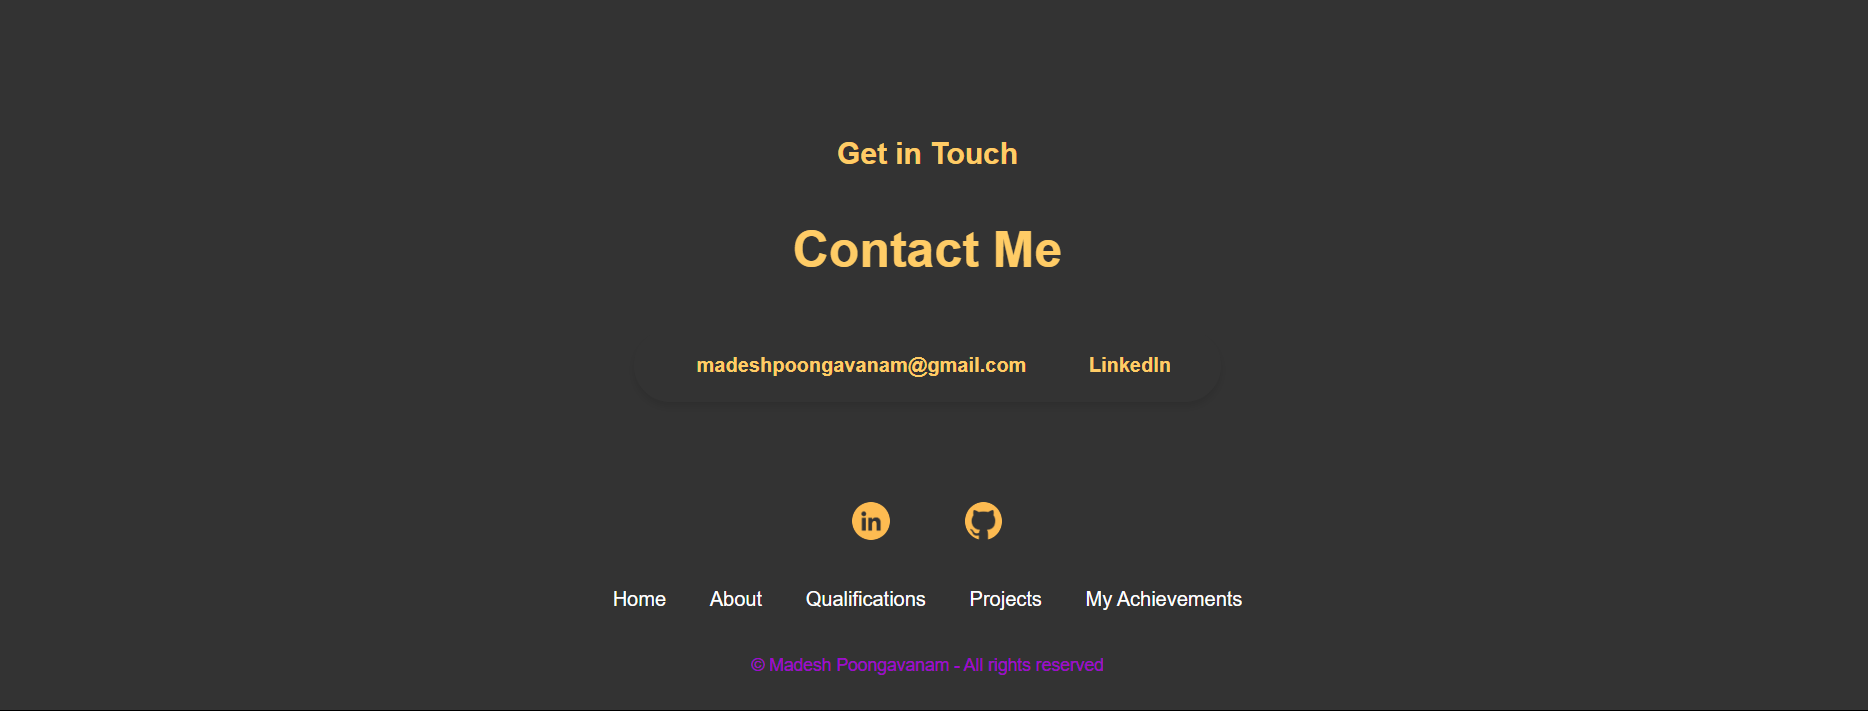 Get in Touch
Contact Me
madeshpoongavanam@gmail.com LinkedIn
in
Home About Qualifications Projects My Achievements
© Madesh Poongavanam - All rights reserved